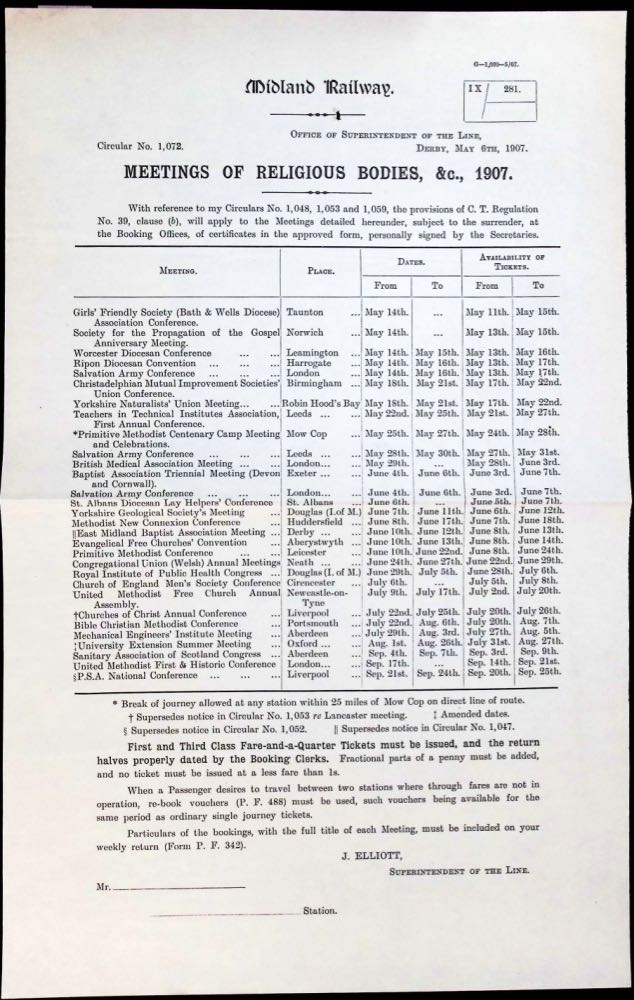 G—1,000—5/07.
Midland Railway.
IX 281.
OFFICE OF SUPERINTENDENT OF THE LINE,
Circular No. 1,072.
DERBY, MAY 6TH, 1907.
MEETINGS OF RELIGIOUS BODIES, &c., 1907.
With reference to my Circulars No. 1,048, 1,053 and 1,059, the provisions of C. T. Regulation
No. 39, clause (b), will apply to the Meetings detailed hereunder, subject to the surrender, at
the Booking Offices, of certificates in the approved form, personally signed by the Secretaries.
MEETING. PLACE. DATES. AVAILABILITY OF TICKETS.
From To From To
Girls' Friendly Society (Bath & Wells Diocese) Taunton ... May 14th. ... May 11th. May 15th.
Association Conference.
Society for the Propagation of the Gospel Norwich ... May 14th. ... May 13th. May 15th.
Anniversary Meeting.
Worcester Diocesan Conference ... ... Leamington ... May 14th. May 15th. May 13th. May 16th.
Ripon Diocesan Convention ... ... ... Harrogate ... May 14th. May 16th. May 13th. May 17th.
Salvation Army Conference ... ... ... London ... May 14th. May 16th. May 13th. May 17th.
Christadelphian Mutual Improvement Societies' Birmingham ... May 18th. May 21st. May 17th. May 22nd.
Union Conference.
Yorkshire Naturalists' Union Meeting... ... Robin Hood's Bay May 18th. May 21st. May 17th. May 22nd.
Teachers in Technical Institutes Association, Leeds ... ... May 22nd. May 25th. May 21st. May 27th.
First Annual Conference.
*Primitive Methodist Centenary Camp Meeting Mow Cop ... May 25th. May 27th. May 24th. May 28th.
and Celebrations.
Salvation Army Conference ... ... ... Leeds ... ... May 28th. May 30th. May 27th. May 31st.
British Medical Association Meeting ... ... London... ... May 29th. ... May 28th. June 3rd.
Baptist Association Triennial Meeting (Devon Exeter ... ... June 4th. June 6th. June 3rd. June 7th.
and Cornwall).
Salvation Army Conference ... ... ... London... ... June 4th. June 6th. June 3rd. June 7th.
St. Albans Diocesan Lay Helpers' Conference St. Albans ... June 6th. ... June 5th. June 7th.
Yorkshire Geological Society's Meeting ... Douglas (I.of M.) June 7th. June 11th. June 6th. June 12th.
Methodist New Connexion Conference ... Huddersfield ... June 8th. June 17th. June 7th. June 18th.
||East Midland Baptist Association Meeting ... Derby ... ... June 10th. June 12th. June 8th. June 13th.
Evangelical Free Churches' Convention ... Aberystwyth ... June 10th. June 13th. June 8th. June 14th.
Primitive Methodist Conference ... ... Leicester ... June 10th. June 22nd. June 8th. June 24th.
Congregational Union (Welsh) Annual Meetings Neath ... ... June 24th. June 27th. June 22nd. June 29th.
Royal Institute of Public Health Congress ... Douglas (I. of M.) June 29th. July 5th. June 28th. July 6th.
Church of England Men's Society Conference Cirencester ... July 6th. ... July 5th. July 8th.
United Methodist Free Church Annual Newcastle-on- July 9th. July 17th. July 2nd. July 20th.
Assembly. Tyne
†Churches of Christ Annual Conference ... Liverpool ... July 22nd. July 25th. July 20th. July 26th.
Bible Christian Methodist Conference ... Portsmouth ... July 22nd. Aug. 6th. July 20th. Aug. 7th.
Mechanical Engineers' Institute Meeting ... Aberdeen ... July 29th. Aug. 3rd. July 27th. Aug. 5th.
‡University Extension Summer Meeting ... Oxford ... ... Aug. 1st. Aug. 26th. July 31st. Aug. 27th.
Sanitary Association of Scotland Congress ... Aberdeen ... Sep. 4th. Sep. 7th. Sep. 3rd. Sep. 9th.
United Methodist First & Historic Conference London... ... Sep. 17th. ... Sep. 14th. Sep. 21st.
§P.S.A. National Conference ... ... ... Liverpool ... Sep. 21st. Sep. 24th. Sep. 20th. Sep. 25th.
* Break of journey allowed at any station within 25 miles of Mow Cop on direct line of route.
† Supersedes notice in Circular No. 1,053 re Lancaster meeting. ‡ Amended dates.
§ Supersedes notice in Circular No. 1,052. || Supersedes notice in Circular No. 1,047.
First and Third Class Fare-and-a-Quarter Tickets must be issued, and the return
halves properly dated by the Booking Clerks. Fractional parts of a penny must be added,
and no ticket must be issued at a less fare than 1s.
When a Passenger desires to travel between two stations where through fares are not in
operation, re-book vouchers (P. F. 488) must be used, such vouchers being available for the
same period as ordinary single journey tickets.
Particulars of the bookings, with the full title of each Meeting, must be included on your
weekly return (Form P. F. 342).
J. ELLIOTT,
SUPERINTENDENT OF THE LINE.
Mr.
Station.